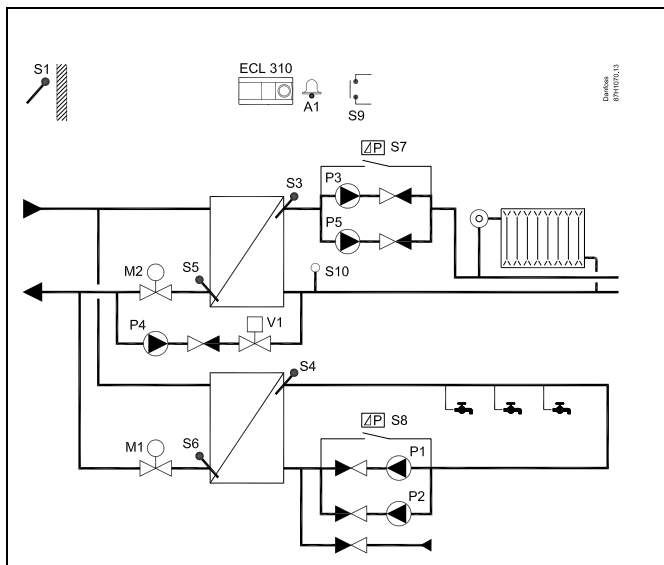 S1
ECL 310
A1
S9
Danfoss
87H1070.13
S7
P
P3
S3
P5
M2
S5
S10
P4
V1
S4
P
S8
M1
S6
P1
P2